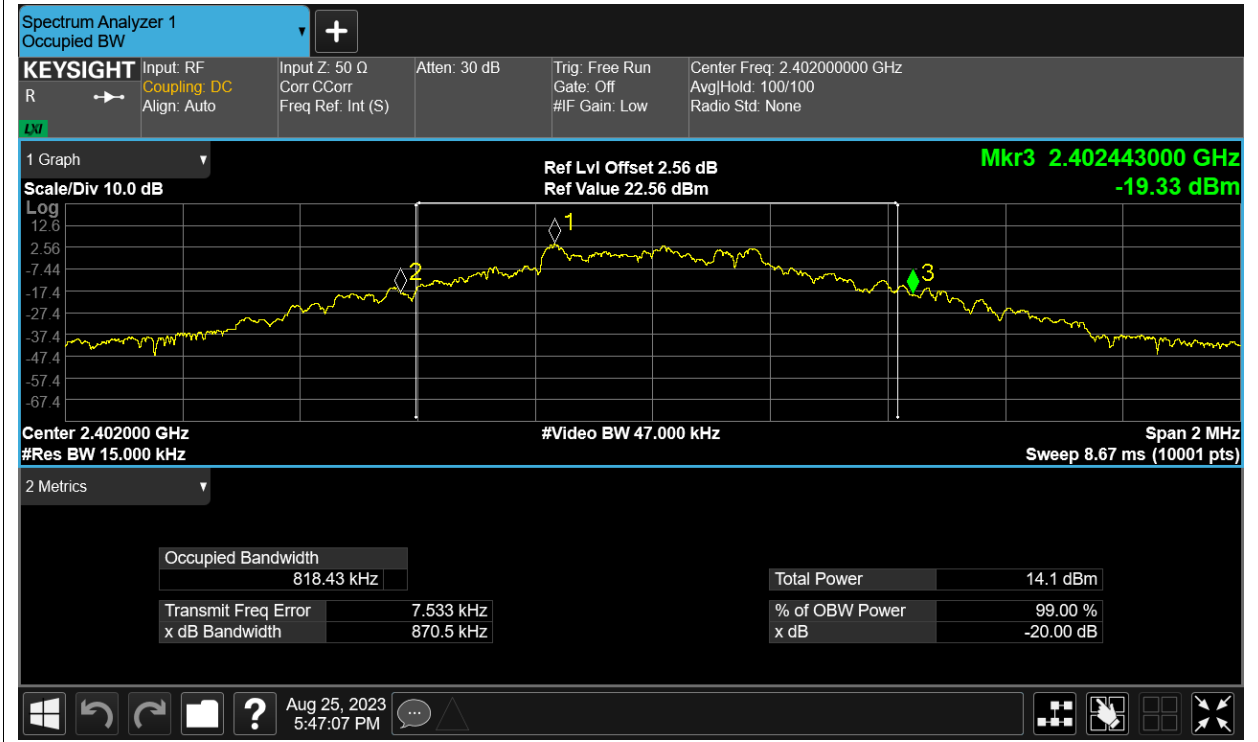 Spectrum Analyzer 1
Occupied BW
KEYSIGHT
R
LXI
Input: RF
Coupling: DC
Align: Auto
Input Z: 50 Ω
Corr CCorr
Freq Ref: Int (S)
Atten: 30 dB
Trig: Free Run
Gate: Off
#IF Gain: Low
Center Freq: 2.402000000 GHz
Avg|Hold: 100/100
Radio Std: None
1 Graph
Scale/Div 10.0 dB
Ref Lvl Offset 2.56 dB
Ref Value 22.56 dBm
Mkr3 2.402443000 GHz
-19.33 dBm
Log
12.6
2.56
-7.44
-17.4
-27.4
-37.4
-47.4
-57.4
-67.4
1
2
3
Center 2.402000 GHz
#Video BW 47.000 kHz
Span 2 MHz
#Res BW 15.000 kHz
Sweep 8.67 ms (10001 pts)
2 Metrics
Occupied Bandwidth
818.43 kHz
Total Power 14.1 dBm
Transmit Freq Error 7.533 kHz
% of OBW Power 99.00 %
x dB Bandwidth 870.5 kHz
x dB -20.00 dB
?
Aug 25, 2023
5:47:07 PM